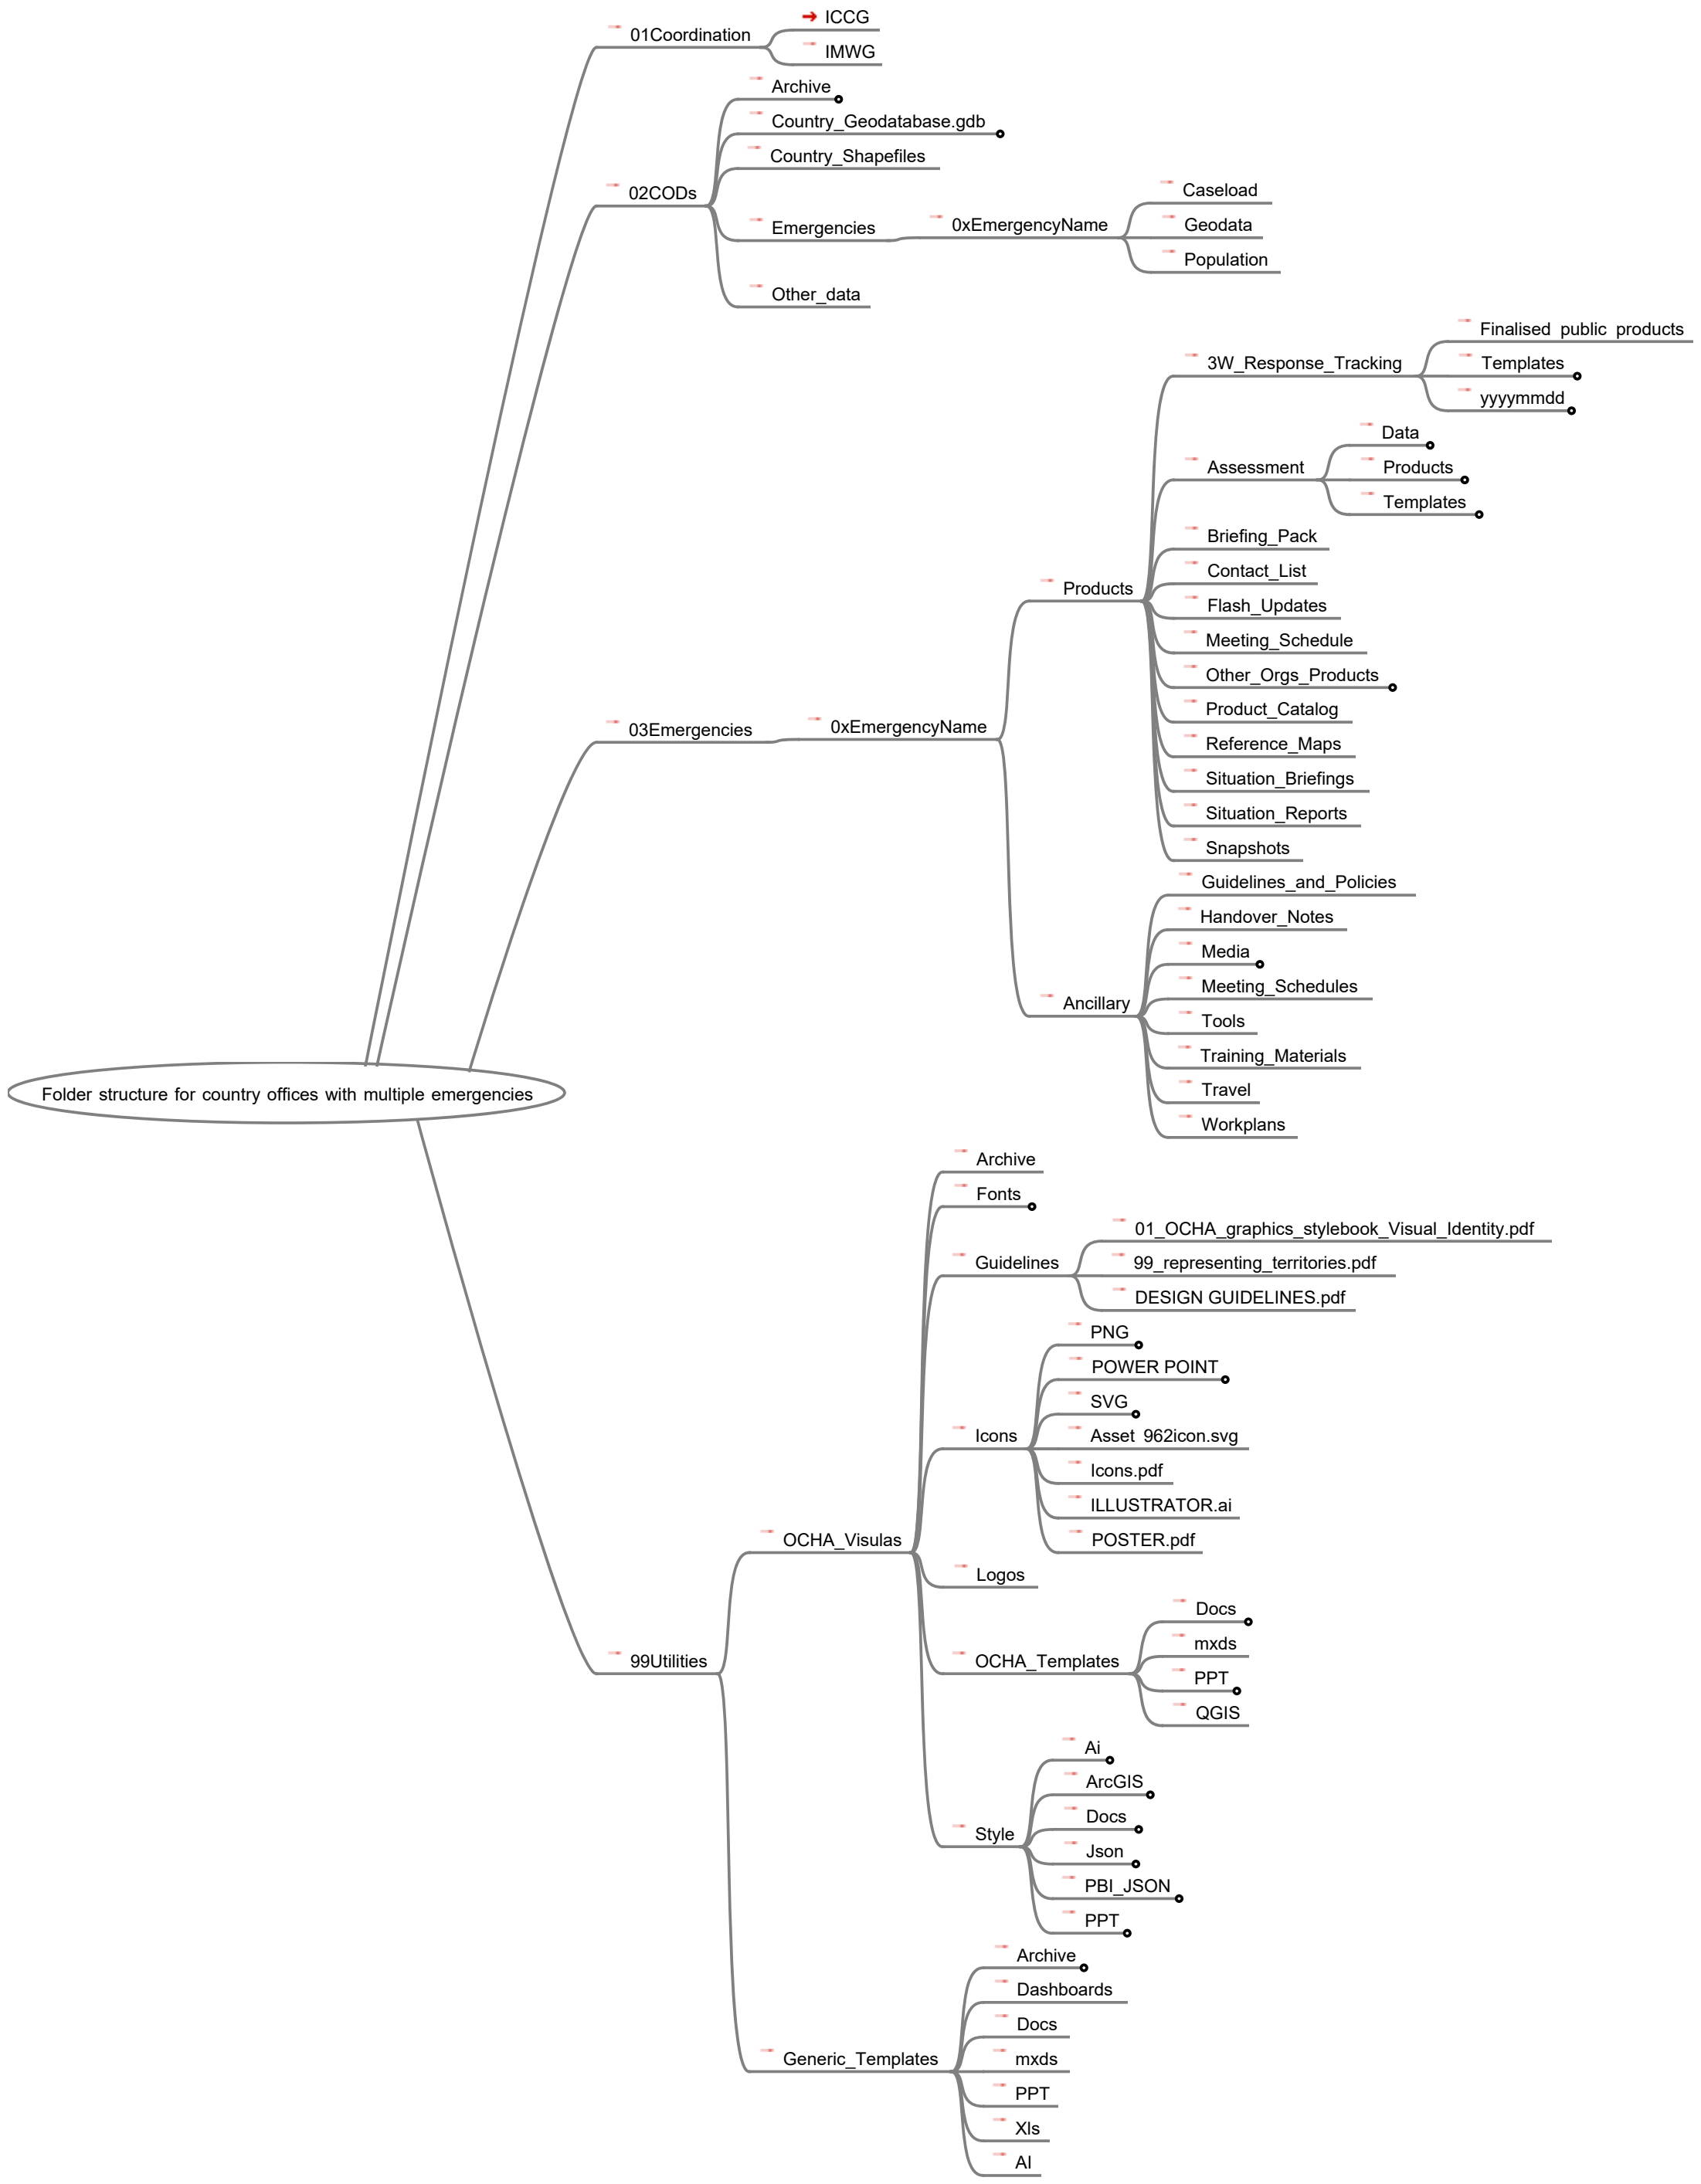 01Coordination
ICCG
IMWG
02CODs
Archive
Country_Geodatabase.gdb
Country_Shapefiles
Emergencies
0xEmergencyName
Caseload
Geodata
Population
Other_data
03Emergencies
0xEmergencyName
Products
3W_Response_Tracking
Finalised public products
Templates
yyyymmdd
Assessment
Data
Products
Templates
Briefing_Pack
Contact_List
Flash_Updates
Meeting_Schedule
Other_Orgs_Products
Product_Catalog
Reference_Maps
Situation_Briefings
Situation_Reports
Snapshots
Ancillary
Guidelines_and_Policies
Handover_Notes
Media
Meeting_Schedules
Tools
Training_Materials
Travel
Workplans
Folder structure for country offices with multiple emergencies
99Utilities
OCHA_Visulas
Archive
Fonts
Guidelines
01_OCHA_graphics_stylebook_Visual_Identity.pdf
99_representing_territories.pdf
DESIGN GUIDELINES.pdf
Icons
PNG
POWER POINT
SVG
Asset 962icon.svg
Icons.pdf
ILLUSTRATOR.ai
POSTER.pdf
Logos
OCHA_Templates
Docs
mxds
PPT
QGIS
Style
Ai
ArcGIS
Docs
Json
PBI_JSON
PPT
Generic_Templates
Archive
Dashboards
Docs
mxds
PPT
Xls
AI